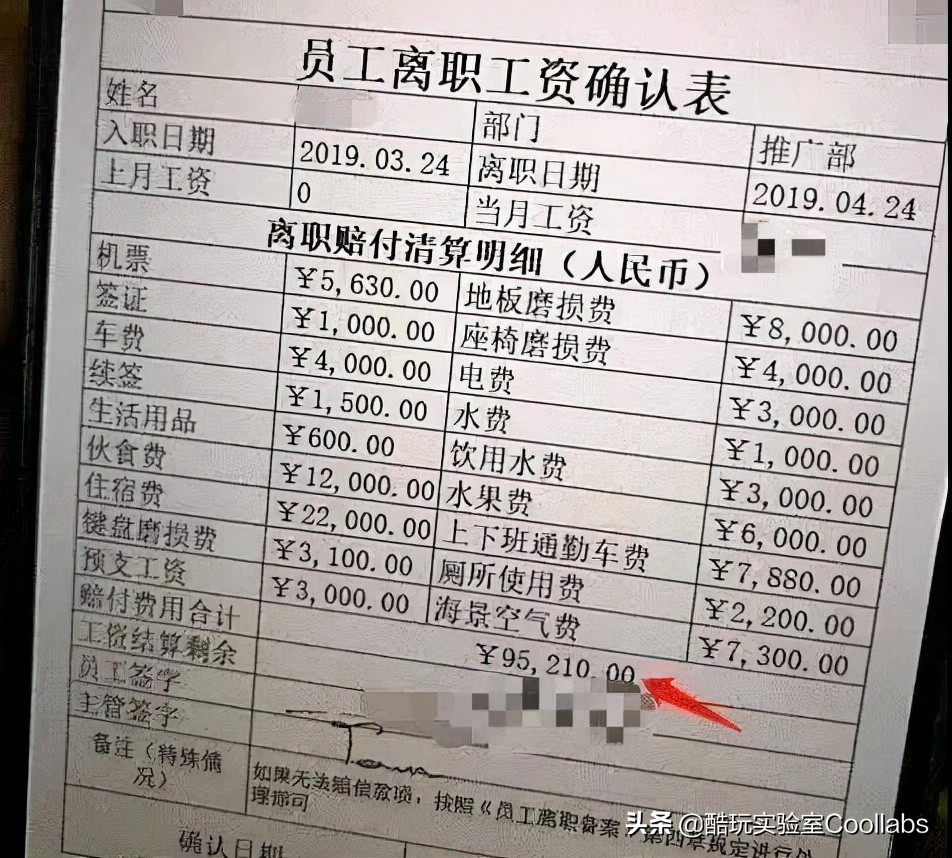 员工离职工资确认表
姓名 部门 推广部
入职日期 2019.03.24 离职日期 2019.04.24
上月工资 0 当月工资
离职赔付清算明细（人民币）
机票 ¥5,630.00 地板磨损费 ¥8,000.00
签证 ¥1,000.00 座椅磨损费 ¥4,000.00
车费 ¥4,000.00 电费 ¥3,000.00
续签 ¥1,500.00 水费 ¥1,000.00
生活用品 ¥600.00 饮用水费 ¥3,000.00
伙食费 ¥12,000.00 水果费 ¥6,000.00
住宿费 ¥22,000.00 上下班通勤车费 ¥7,880.00
键盘磨损费 ¥3,100.00 厕所使用费 ¥2,200.00
预支工资 ¥3,000.00 海景空气费 ¥7,300.00
赔付费用合计 ¥95,210.00
工资结算剩余
员工签字
主管签字
备注（特殊情况） 如果无法赔偿款项，按照《员工离职备案 第四章规定进行处理即可
确认日期
头条 @酷玩实验室Coollabs